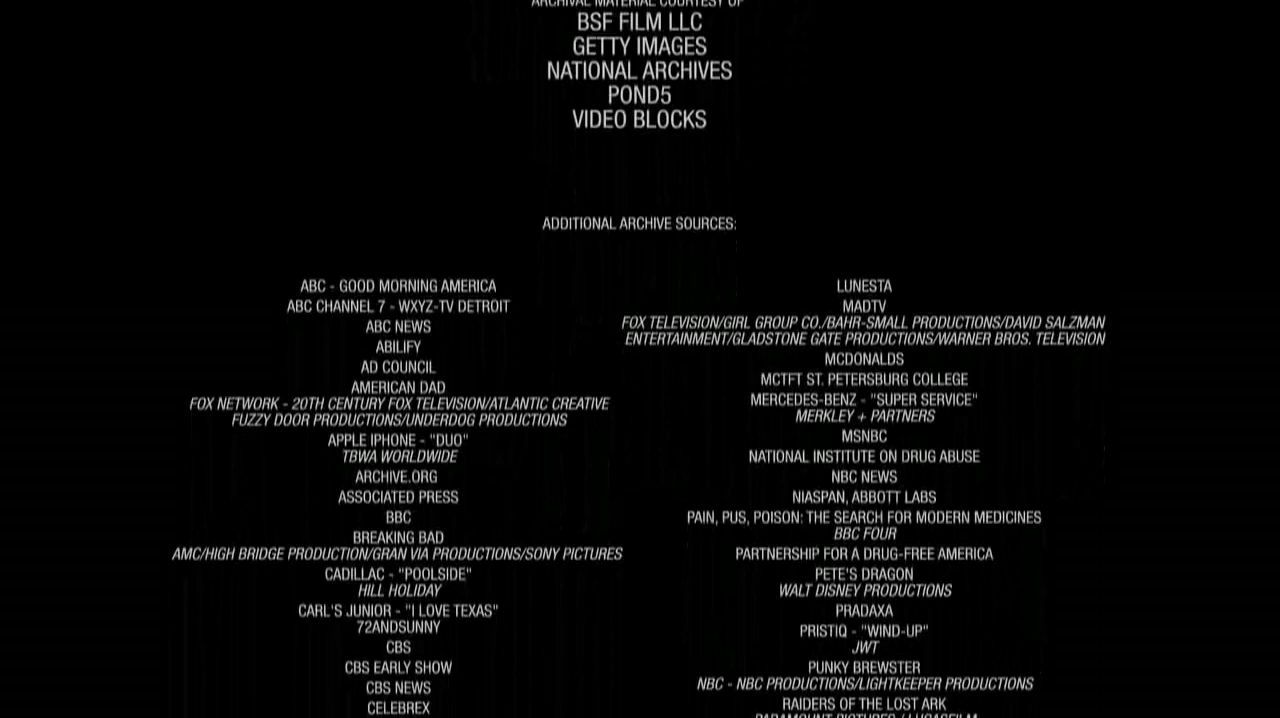 ARCHIVAL MATERIAL COURTESY OF
BSF FILM LLC
GETTY IMAGES
NATIONAL ARCHIVES
POND5
VIDEO BLOCKS
ADDITIONAL ARCHIVE SOURCES:
ABC - GOOD MORNING AMERICA
ABC CHANNEL 7 - WXYZ-TV DETROIT
ABC NEWS
ABILIFY
AD COUNCIL
AMERICAN DAD
FOX NETWORK - 20TH CENTURY FOX TELEVISION/ATLANTIC CREATIVE
FUZZY DOOR PRODUCTIONS/UNDERDOG PRODUCTIONS
APPLE IPHONE - "DUO"
TBWA WORLDWIDE
ARCHIVE.ORG
ASSOCIATED PRESS
BBC
BREAKING BAD
AMC/HIGH BRIDGE PRODUCTION/GRAN VIA PRODUCTIONS/SONY PICTURES
CADILLAC - "POOLSIDE"
HILL HOLIDAY
CARL'S JUNIOR - "I LOVE TEXAS"
72ANDSUNNY
CBS
CBS EARLY SHOW
CBS NEWS
CELEBREX
LUNESTA
MADTV
FOX TELEVISION/GIRL GROUP CO./BAHR-SMALL PRODUCTIONS/DAVID SALZMAN
ENTERTAINMENT/GLADSTONE GATE PRODUCTIONS/WARNER BROS. TELEVISION
MCDONALDS
MCTFT ST. PETERSBURG COLLEGE
MERCEDES-BENZ - "SUPER SERVICE"
MERKLEY + PARTNERS
MSNBC
NATIONAL INSTITUTE ON DRUG ABUSE
NBC NEWS
NIASPAN, ABBOTT LABS
PAIN, PUS, POISON: THE SEARCH FOR MODERN MEDICINES
BBC FOUR
PARTNERSHIP FOR A DRUG-FREE AMERICA
PETE'S DRAGON
WALT DISNEY PRODUCTIONS
PRADAXA
PRISTIQ - "WIND-UP"
JWT
PUNKY BREWSTER
NBC - NBC PRODUCTIONS/LIGHTKEEPER PRODUCTIONS
RAIDERS OF THE LOST ARK
PARAMOUNT PICTURES / LUCASFILM